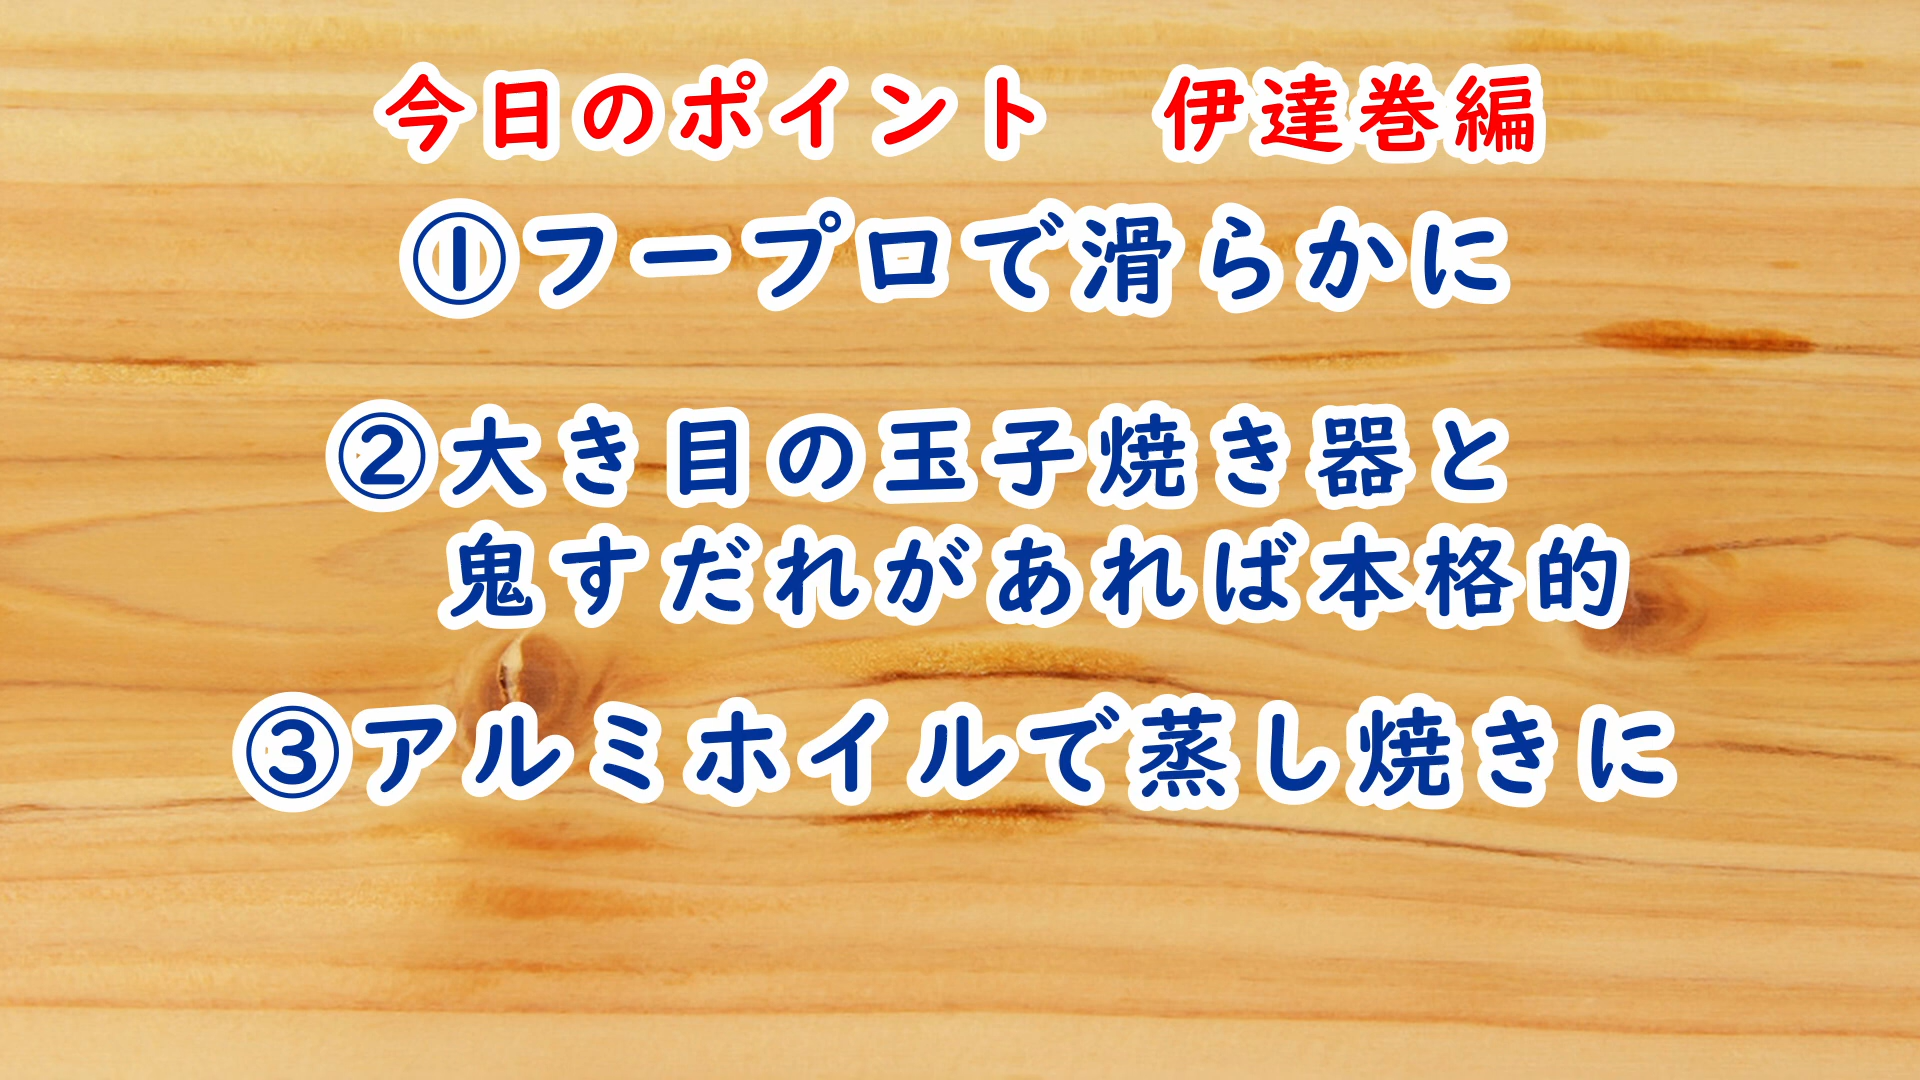 今日のポイント　伊達巻編
①フープロで滑らかに
②大き目の玉子焼き器と
鬼すだれがあれば本格的
③アルミホイルで蒸し焼きに